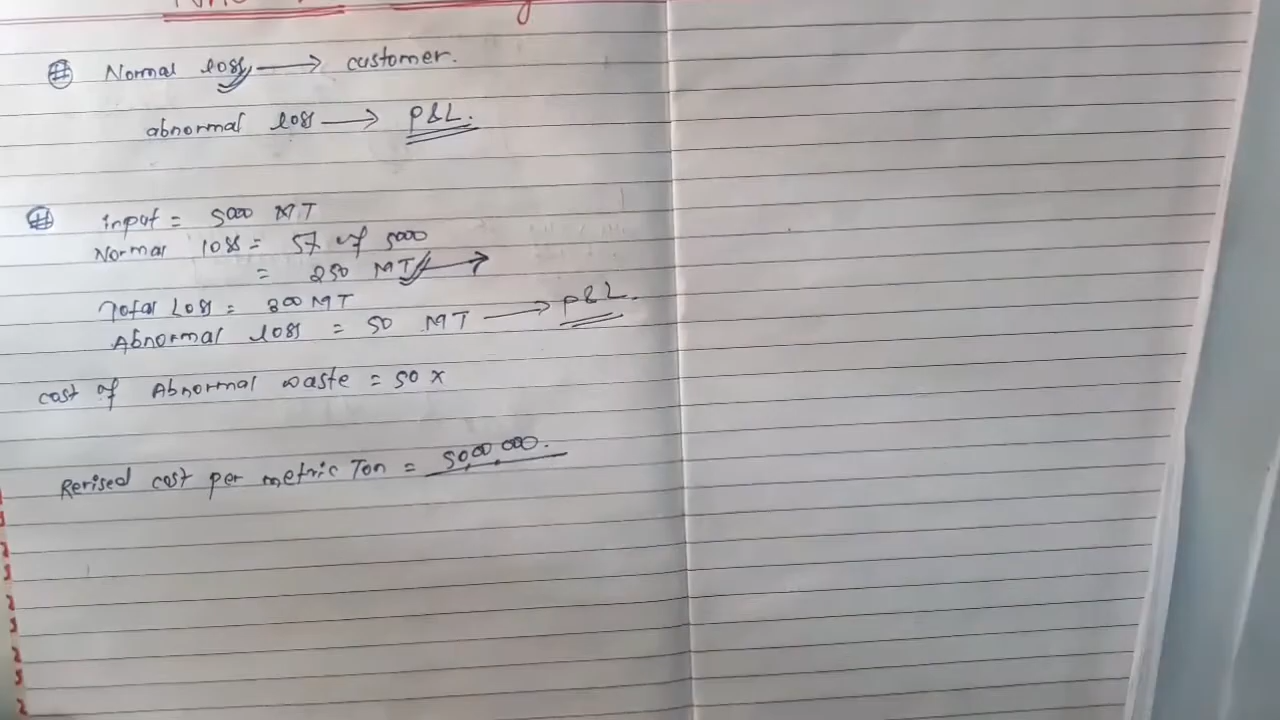 # Normal loss → customer.
abnormal loss → P&L.
# input = 5000 MT
Normal loss = 5% of 5000
= 250 MT →
Total Loss = 300 MT
Abnormal loss = 50 MT → P&L.
cost of Abnormal waste = 50 x
Revised cost per metric Ton = 50,00,000.